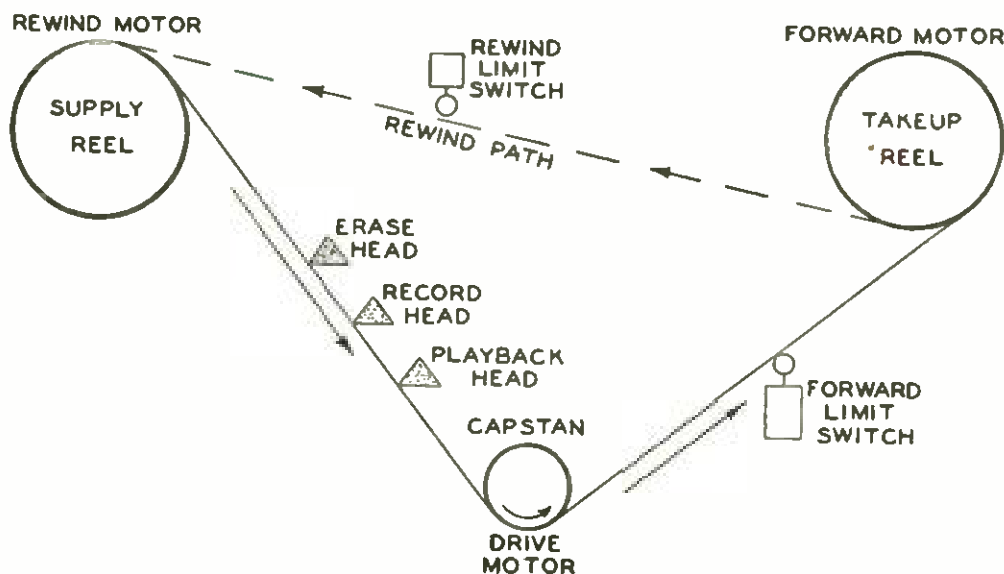 REWIND MOTOR
SUPPLY
REEL
REWIND
LIMIT
SWITCH
REWIND PATH
FORWARD MOTOR
TAKEUP
REEL
ERASE
HEAD
RECORD
HEAD
PLAYBACK
HEAD
CAPSTAN
DRIVE
MOTOR
FORWARD
LIMIT
SWITCH